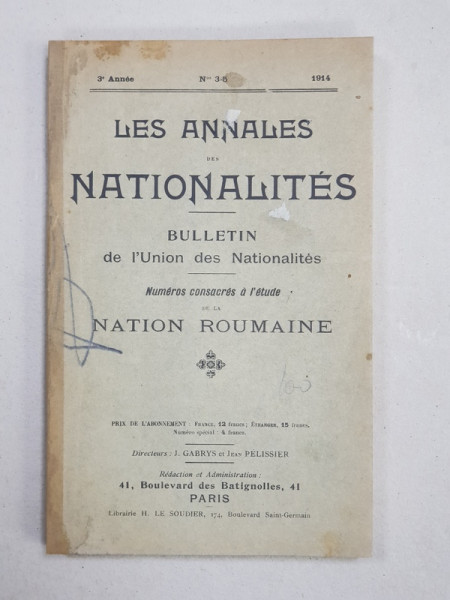 3e Année Nos 3-5 1914
LES ANNALES
DES
NATIONALITÉS
BULLETIN
de l'Union des Nationalités
Numéros consacrés à l'étude
DE LA
NATION ROUMAINE
PRIX DE L'ABONNEMENT : FRANCE, 12 francs ; ÉTRANGER, 15 francs.
Numéro spécial : 4 francs.
Directeurs : J. GABRYS et JEAN PELISSIER
Rédaction et Administration :
41, Boulevard des Batignolles, 41
PARIS
Librairie H. LE SOUDIER, 174, Boulevard Saint-Germain